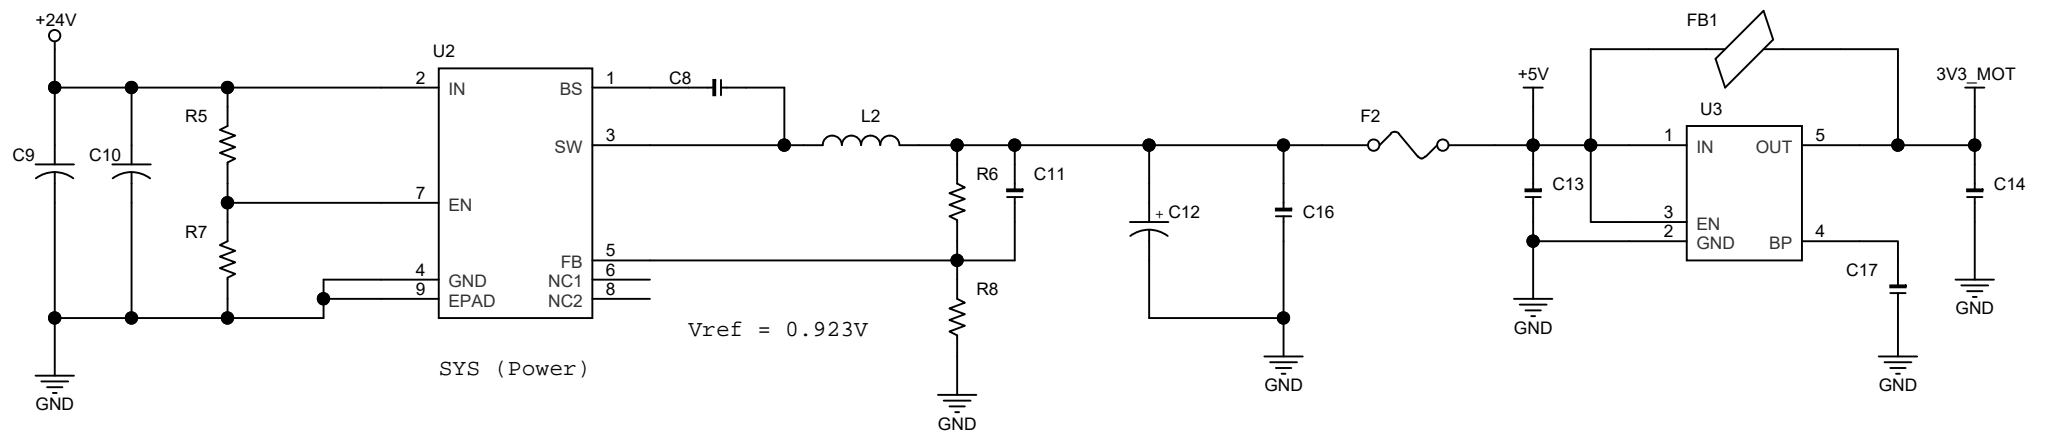 +24V
FB1
U2
+5V
3V3_MOT
2 IN BS 1 C8
R5
L2
F2
U3
SW 3
1 IN OUT 5
C9 C10
R6 C11
C13
C14
7 EN
+ C12 C16
R7
3 EN
2 GND BP 4
FB 5
4 GND NC1 6
9 EPAD NC2 8
R8
C17
Vref = 0.923V
GND
GND
SYS (Power)
GND
GND
GND
GND